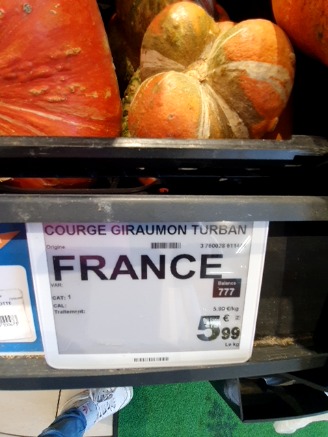 COURGE GIRAUMON TURBAN
Origine
FRANCE
VAR:
CAT: 1
CAL:
Traitement:
Balance
777
€
5 99
Le kg